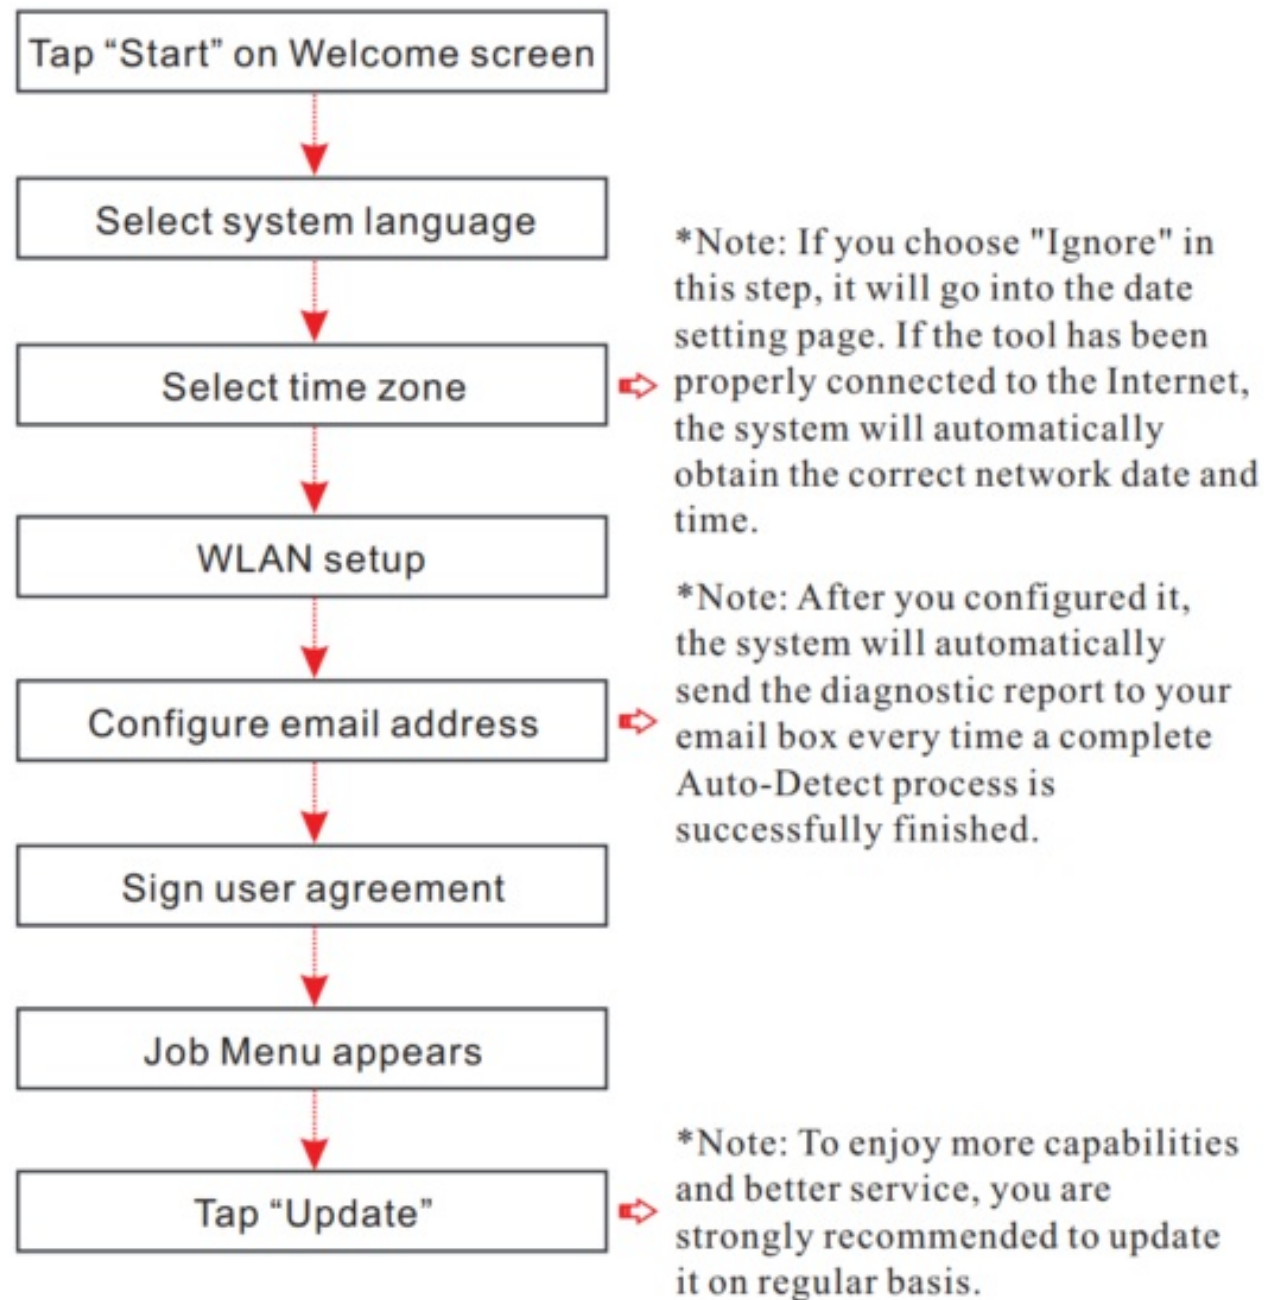 Tap “Start” on Welcome screen
Select system language
Select time zone
*Note: If you choose "Ignore" in
this step, it will go into the date
setting page. If the tool has been
properly connected to the Internet,
the system will automatically
obtain the correct network date and
time.
WLAN setup
Configure email address
*Note: After you configured it,
the system will automatically
send the diagnostic report to your
email box every time a complete
Auto-Detect process is
successfully finished.
Sign user agreement
Job Menu appears
Tap “Update”
*Note: To enjoy more capabilities
and better service, you are
strongly recommended to update
it on regular basis.